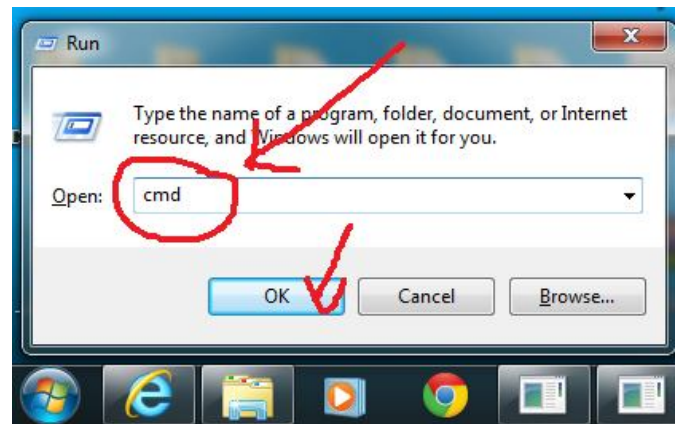 Run
Type the name of a program, folder, document, or Internet
resource, and Windows will open it for you.
Open: cmd
OK Cancel Browse...